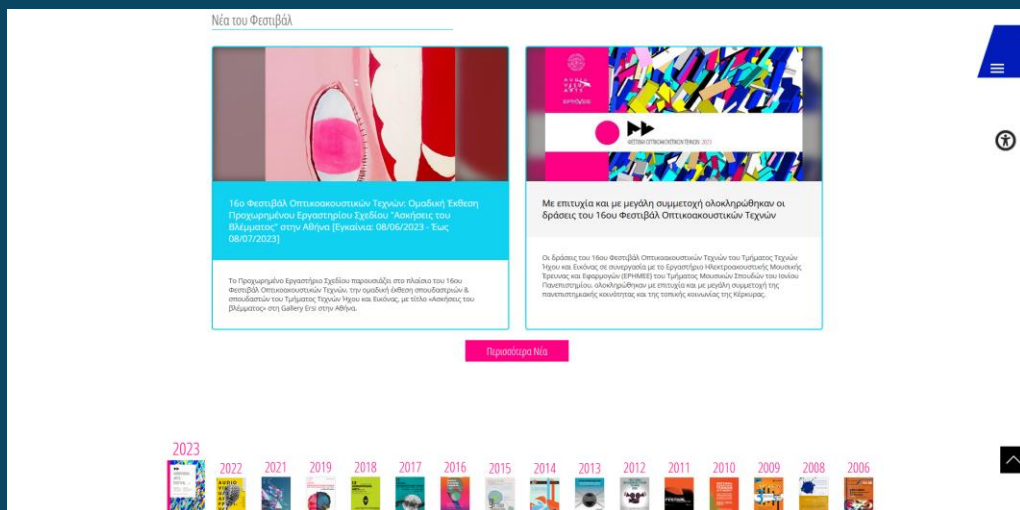 Νέα του Φεστιβάλ
16ο Φεστιβάλ Οπτικοακουστικών Τεχνών: Ομαδική Έκθεση
Προχωρημένου Εργαστηρίου Σχεδίου "Ασκήσεις του
Βλέμματος" στην Αθήνα [Εγκαίνια: 08/06/2023 - Έως
08/07/2023]
Το Προχωρημένο Εργαστήριο Σχεδίου παρουσιάζει στο πλαίσιο του 16ου
Φεστιβάλ Οπτικοακουστικών Τεχνών, την ομαδική έκθεση σπουδαστριών &
σπουδαστών του Τμήματος Τεχνών Ήχου και Εικόνας, με τίτλο «Ασκήσεις του
βλέμματος» στη Gallery Ersi στην Αθήνα.
AUDIO
VISUAL
ARTS
ΦΕΣΤΙΒΑΛ ΟΠΤΙΚΟΑΚΟΥΣΤΙΚΩΝ ΤΕΧΝΩΝ 2023
Με επιτυχία και με μεγάλη συμμετοχή ολοκληρώθηκαν οι
δράσεις του 16ου Φεστιβάλ Οπτικοακουστικών Τεχνών
Οι δράσεις του 16ου Φεστιβάλ Οπτικοακουστικών Τεχνών του Τμήματος Τεχνών
Ήχου και Εικόνας σε συνεργασία με το Εργαστήριο Ηλεκτροακουστικής Μουσικής
Έρευνας και Εφαρμογών (ΕΡΗΜΕΕ) του Τμήματος Μουσικών Σπουδών του Ιονίου
Πανεπιστημίου, ολοκληρώθηκαν με επιτυχία και με μεγάλη συμμετοχή της
πανεπιστημιακής κοινότητας και της τοπικής κοινωνίας της Κέρκυρας.
Περισσότερα Νέα
2023 2022 2021 2019 2018 2017 2016 2015 2014 2013 2012 2011 2010 2009 2008 2006